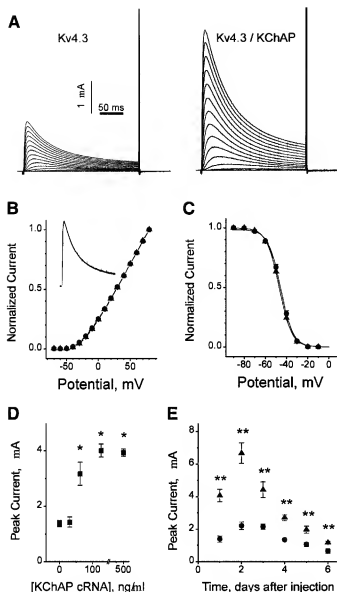 A
Kv4.3
Kv4.3 / KChAP
1 mA
50 ms
B
C
Normalized Current
1.0
0.5
0.0
-50
0
50
Potential, mV
Normalized Current
1.0
0.5
0.0
-80
-60
-40
-20
0
Potential, mV
D
E
Peak Current, mA
4
2
0
*
*
*
0
100
500
[KChAP cRNA], ng/ml
Peak Current, mA
8
6
4
2
0
**
**
**
**
**
**
0
2
4
6
Time, days after injection